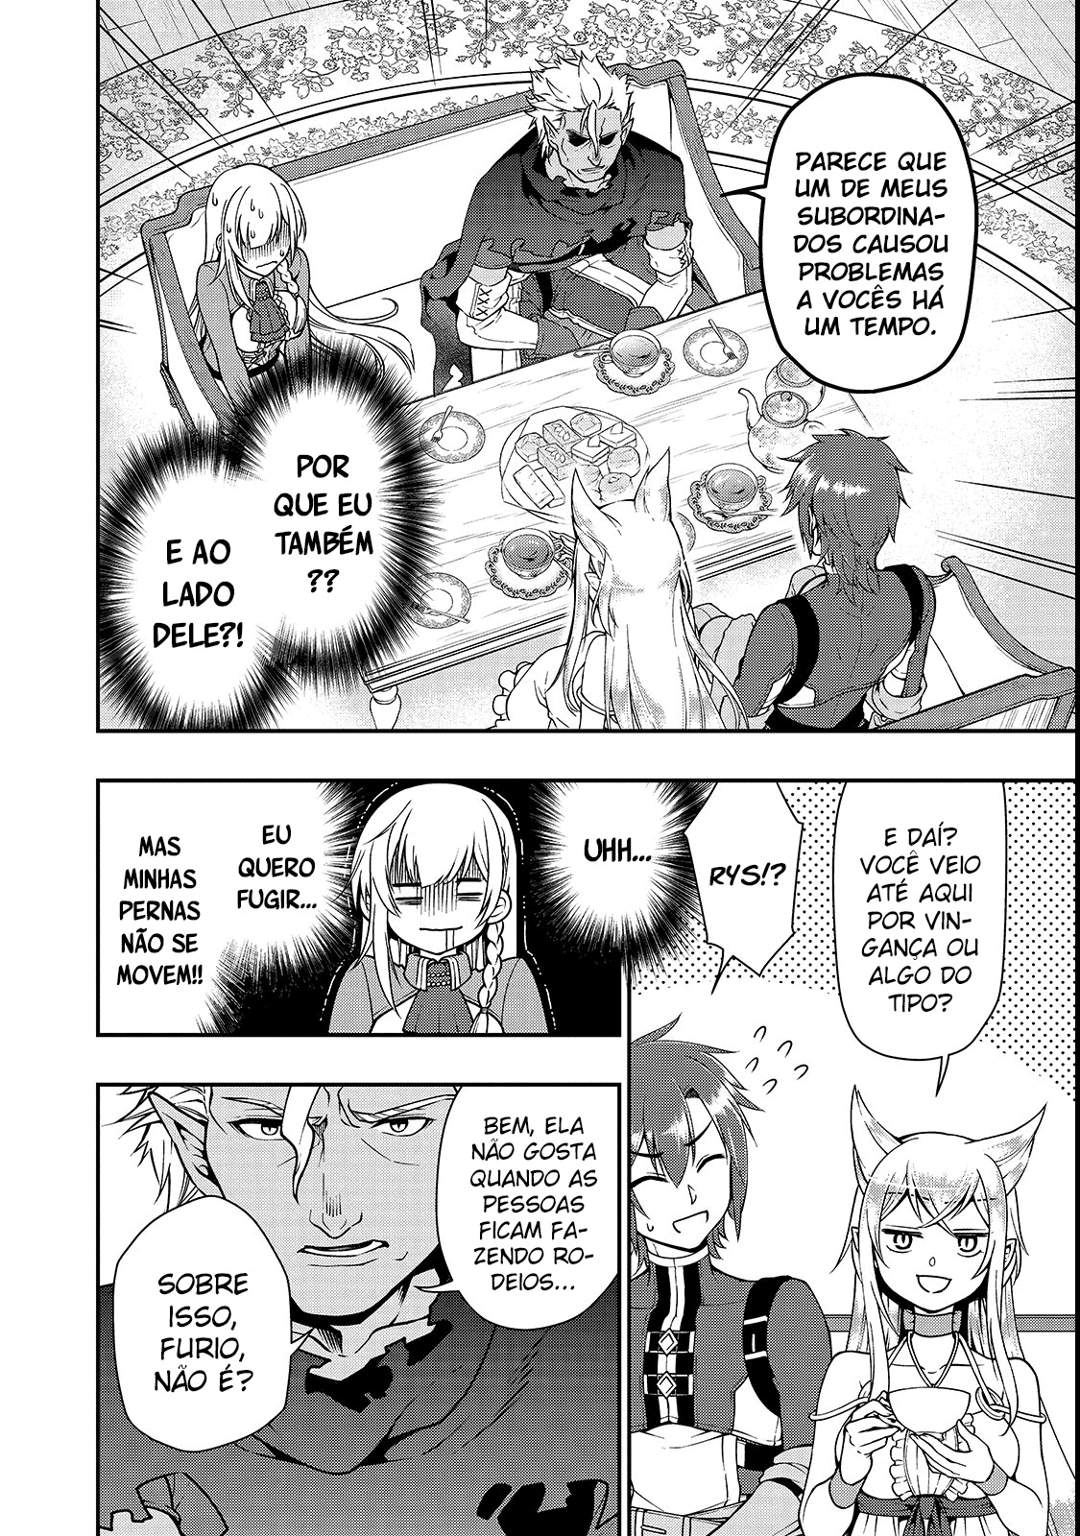 PARECE QUE
UM DE MEUS
SUBORDINA-
DOS CAUSOU
PROBLEMAS
A VOCÊS HÁ
UM TEMPO.
POR
QUE EU
TAMBÉM
??
E AO
LADO
DELE?!
E DAÍ?
VOCÊ VEIO
ATÉ AQUI
POR VIN-
GANÇA OU
ALGO DO
TIPO?
RYS!?
UHH...
EU
QUERO
FUGIR...
MAS
MINHAS
PERNAS
NÃO SE
MOVEM!!
BEM, ELA
NÃO GOSTA
QUANDO AS
PESSOAS
FICAM FA-
ZENDO RO-
DEIOS...
SOBRE
ISSO,
FURIO,
NÃO É?